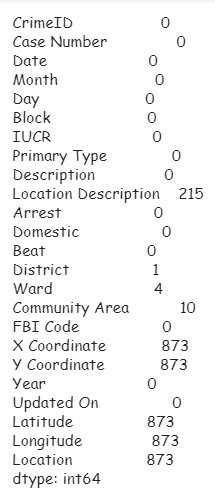 CrimeID 0
Case Number 0
Date 0
Month 0
Day 0
Block 0
IUCR 0
Primary Type 0
Description 0
Location Description 215
Arrest 0
Domestic 0
Beat 0
District 1
Ward 4
Community Area 10
FBI Code 0
X Coordinate 873
Y Coordinate 873
Year 0
Updated On 0
Latitude 873
Longitude 873
Location 873
dtype: int64